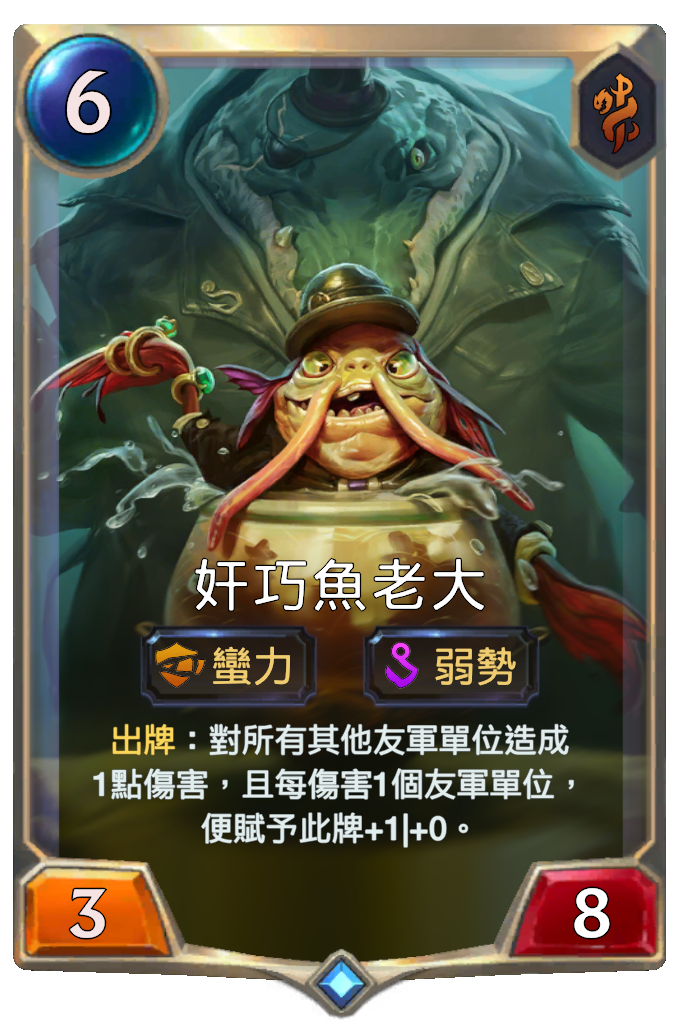 6
奸巧魚老大
蠻力 弱勢
出牌：對所有其他友軍單位造成
1點傷害，且每傷害1個友軍單位，
便賦予此牌+1|+0。
3 8